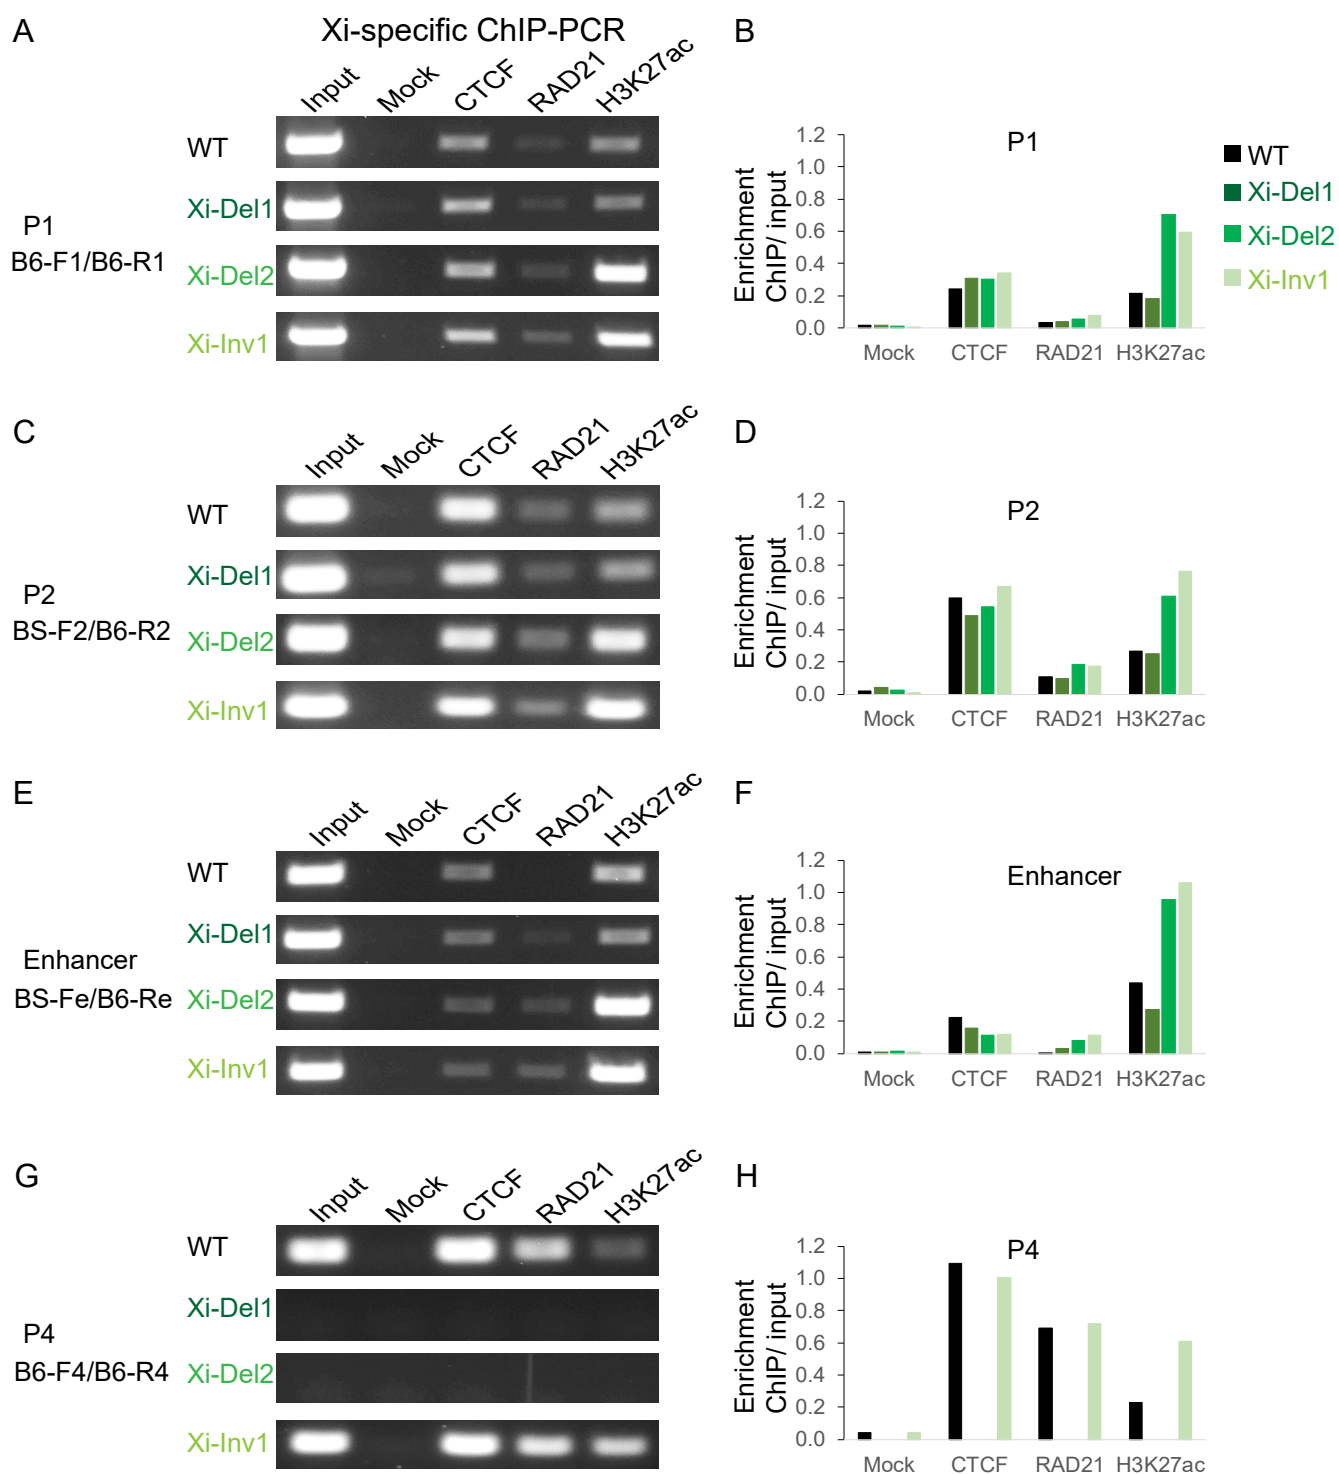 A
Xi-specific ChIP-PCR
Input Mock CTCF RAD21 H3K27ac
WT
Xi-Del1
P1
B6-F1/B6-R1
Xi-Del2
Xi-Inv1
B
P1
1.2
1.0
0.8
0.6
0.4
0.2
0.0
Enrichment
ChIP/ input
Mock CTCF RAD21 H3K27ac
WT
Xi-Del1
Xi-Del2
Xi-Inv1
C
Input Mock CTCF RAD21 H3K27ac
WT
Xi-Del1
P2
BS-F2/B6-R2
Xi-Del2
Xi-Inv1
D
P2
1.2
1.0
0.8
0.6
0.4
0.2
0.0
Enrichment
ChIP/ input
Mock CTCF RAD21 H3K27ac
E
Input Mock CTCF RAD21 H3K27ac
WT
Xi-Del1
Enhancer
BS-Fe/B6-Re
Xi-Del2
Xi-Inv1
F
Enhancer
1.2
1.0
0.8
0.6
0.4
0.2
0.0
Enrichment
ChIP/ input
Mock CTCF RAD21 H3K27ac
G
Input Mock CTCF RAD21 H3K27ac
WT
Xi-Del1
P4
B6-F4/B6-R4
Xi-Del2
Xi-Inv1
H
P4
1.2
1.0
0.8
0.6
0.4
0.2
0.0
Enrichment
ChIP/ input
Mock CTCF RAD21 H3K27ac